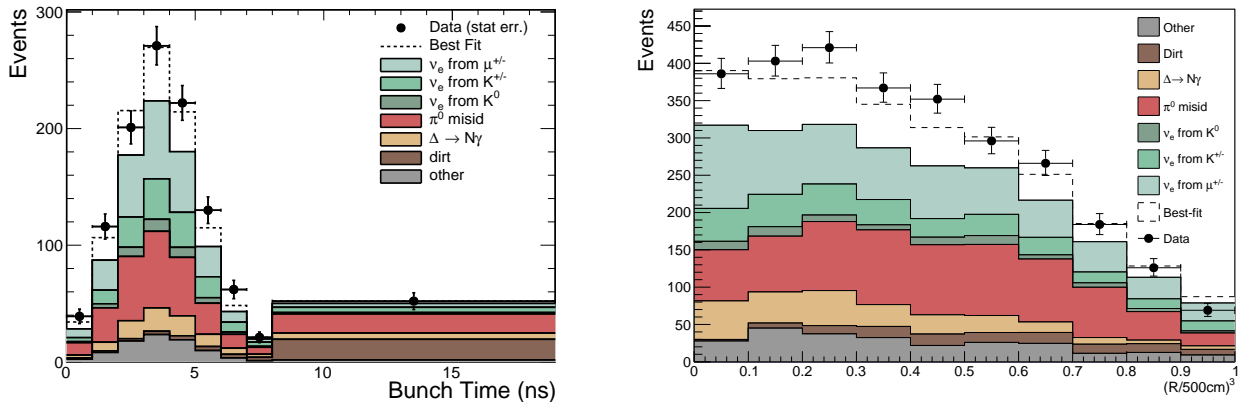 Events
300
200
100
0
Data (stat err.)
Best Fit
νe from μ+/-
νe from K+/-
νe from K0
π0 misid
Δ → Nγ
dirt
other
0 5 10 15
Bunch Time (ns)
Events
450
400
350
300
250
200
150
100
50
0
Other
Dirt
Δ→ Nγ
π0 misid
νe from K0
νe from K+/-
νe from μ+/-
Best-fit
Data
0 0.1 0.2 0.3 0.4 0.5 0.6 0.7 0.8 0.9 1
(R/500cm)3